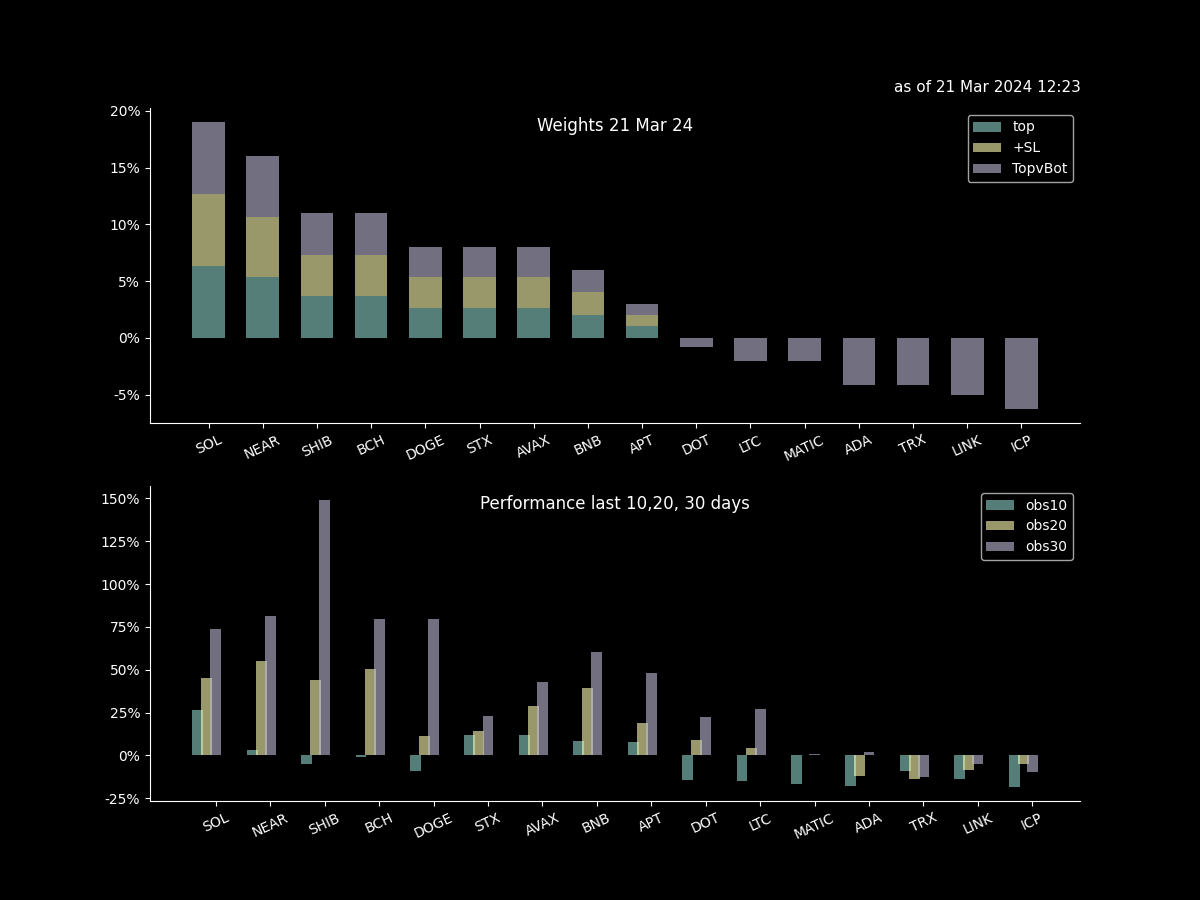 as of 21 Mar 2024 12:23
Weights 21 Mar 24
top
+SL
TopvBot
20%
15%
10%
5%
0%
-5%
SOL NEAR SHIB BCH DOGE STX AVAX BNB APT DOT LTC MATIC ADA TRX LINK ICP
Performance last 10,20, 30 days
obs10
obs20
obs30
150%
125%
100%
75%
50%
25%
0%
-25%
SOL NEAR SHIB BCH DOGE STX AVAX BNB APT DOT LTC MATIC ADA TRX LINK ICP